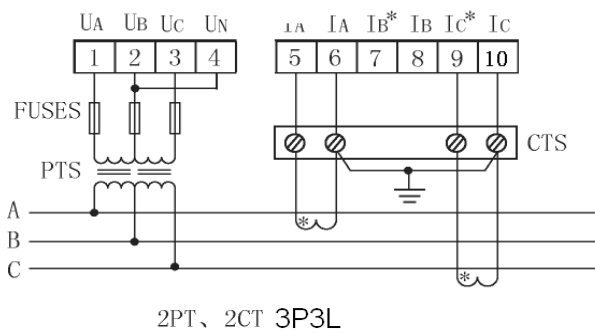 UA UB UC UN IA IA IB* IB IC* IC
1 2 3 4 5 6 7 8 9 10
FUSES
CTS
PTS
A
*
B
C
*
2PT、2CT 3P3L